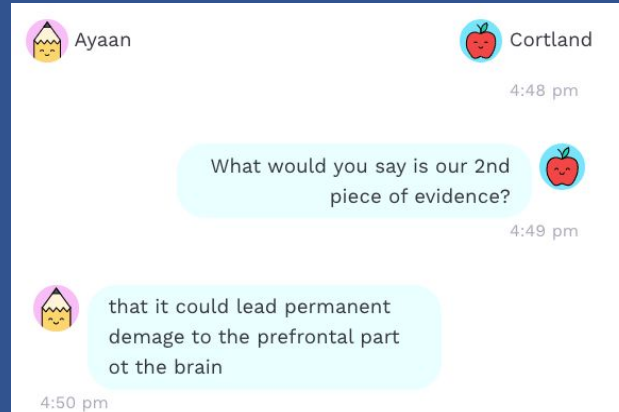 Ayaan
Cortland
4:48 pm
What would you say is our 2nd
piece of evidence?
4:49 pm
that it could lead permanent
demage to the prefrontal part
ot the brain
4:50 pm